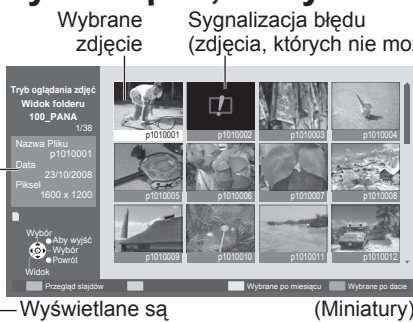 Wybrane
zdjęcie
Sygnalizacja błędu
(zdjęcia, których nie
Tryb oglądania zdjęć
Widok folderu
100_PANA
1/38
Nazwa Pliku
p1010001
Data
23/10/2008
Piksel
1600 x 1200
Wybór
Aby wyjść
Wybór
Powrót
Widok
p1010001
p1010002
p1010003
p1010004
p1010005
p1010006
p1010007
p1010008
p1010009
p1010010
p1010011
p1010012
Przegląd slajdów
Wybrane po miesiącu
Wybrane po dacie
Wyświetlane są
(Miniatury)